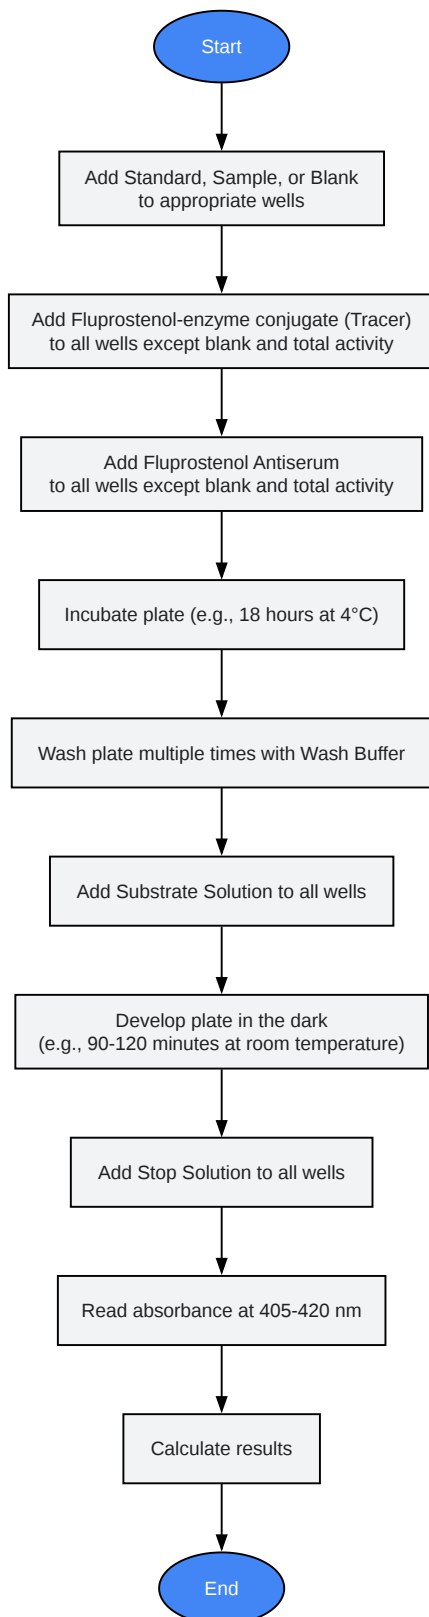 Start
Add Standard, Sample, or Blank
to appropriate wells
Add Fluprostenol-enzyme conjugate (Tracer)
to all wells except blank and total activity
Add Fluprostenol Antiserum
to all wells except blank and total activity
Incubate plate (e.g., 18 hours at 4°C)
Wash plate multiple times with Wash Buffer
Add Substrate Solution to all wells
Develop plate in the dark
(e.g., 90-120 minutes at room temperature)
Add Stop Solution to all wells
Read absorbance at 405-420 nm
Calculate results
End